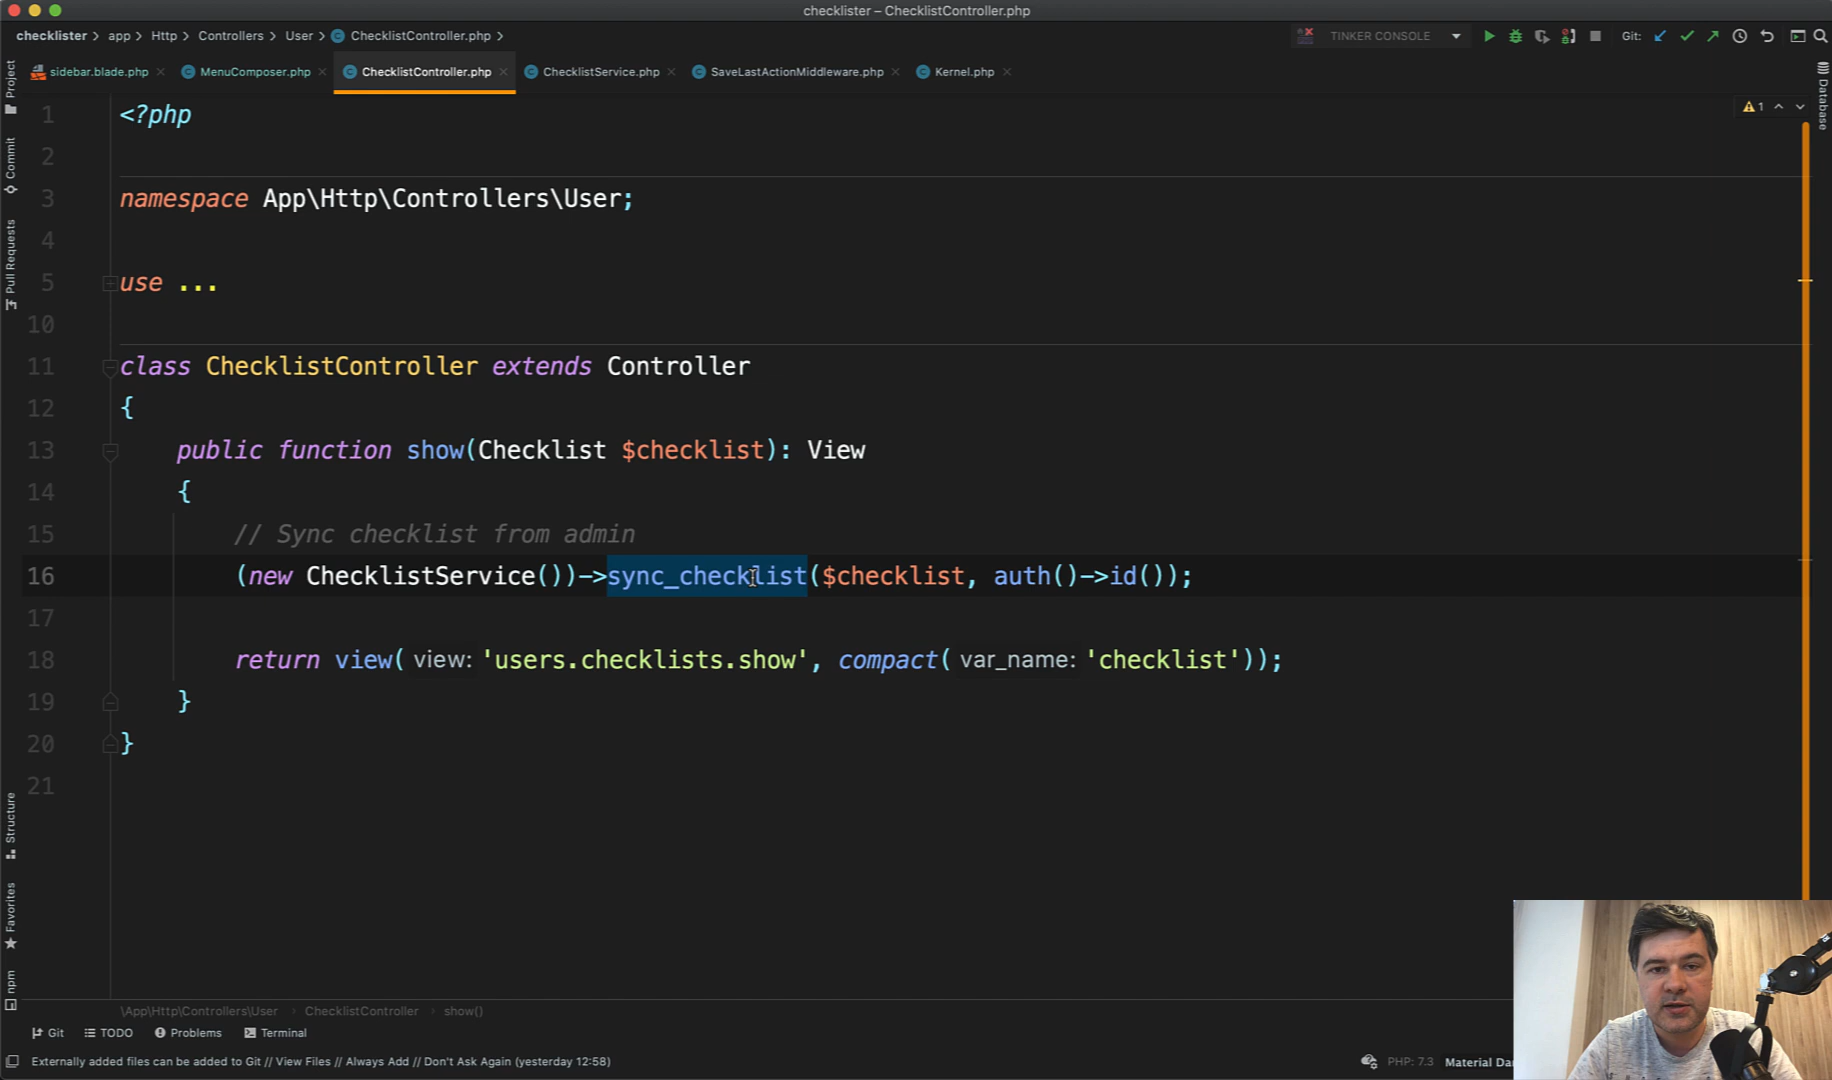 checklister – ChecklistController.php
checklister > app > Http > Controllers > User > ChecklistController.php >
TINKER CONSOLE
Git:
sidebar.blade.php
MenuComposer.php
ChecklistController.php
ChecklistService.php
SaveLastActionMiddleware.php
Kernel.php
Project
Commit
Pull Requests
Structure
Favorites
npm
Database
1
1 <?php
2
3 namespace App\Http\Controllers\User;
4
5 use ...
10
11 class ChecklistController extends Controller
12 {
13 public function show(Checklist $checklist): View
14 {
15 // Sync checklist from admin
16 (new ChecklistService())->sync_checklist($checklist, auth()->id());
17
18 return view( view: 'users.checklists.show', compact( var_name: 'checklist'));
19 }
20 }
21
\App\Http\Controllers\User > ChecklistController > show()
Git
TODO
Problems
Terminal
Externally added files can be added to Git // View Files // Always Add // Don't Ask Again (yesterday 12:58)
PHP: 7.3
Material Dar